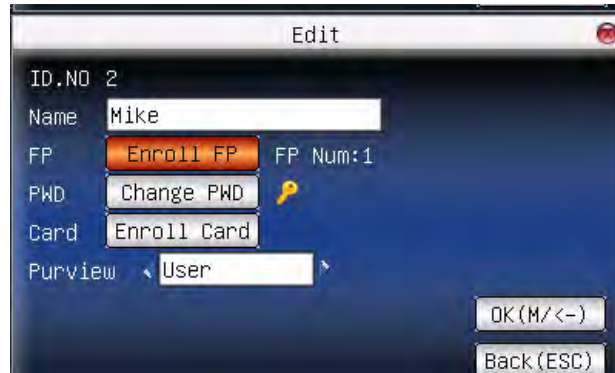 Edit
ID.NO 2
Name Mike
FP Enroll FP FP Num:1
PWD Change PWD
Card Enroll Card
Purview User
OK(M/<-)
Back(ESC)